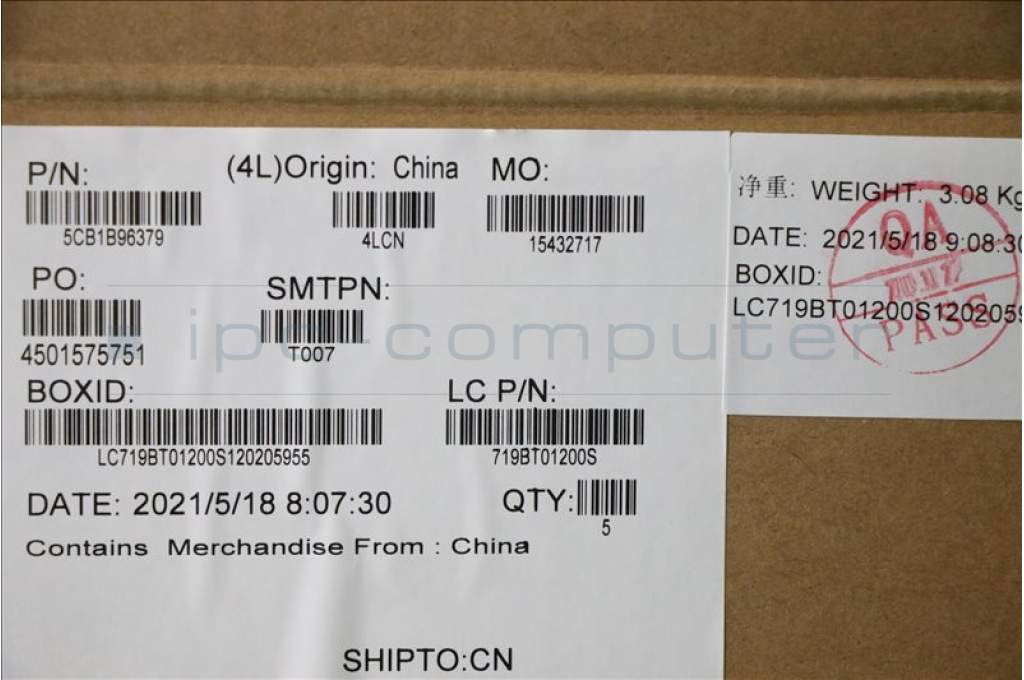 P/N: (4L)Origin: China MO:
5CB1B96379 4LCN 15432717
PO: SMTPN:
4501575751 T007
BOXID: LC P/N:
LC719BT01200S120205955 719BT01200S
DATE: 2021/5/18 8:07:30 QTY:
5
Contains Merchandise From : China
SHIPTO:CN
净重: WEIGHT: 3.08 Kg
DATE: 2021/5/18 9:08:30
BOXID:
LC719BT01200S12020595
QA
PASS
ipc-computer